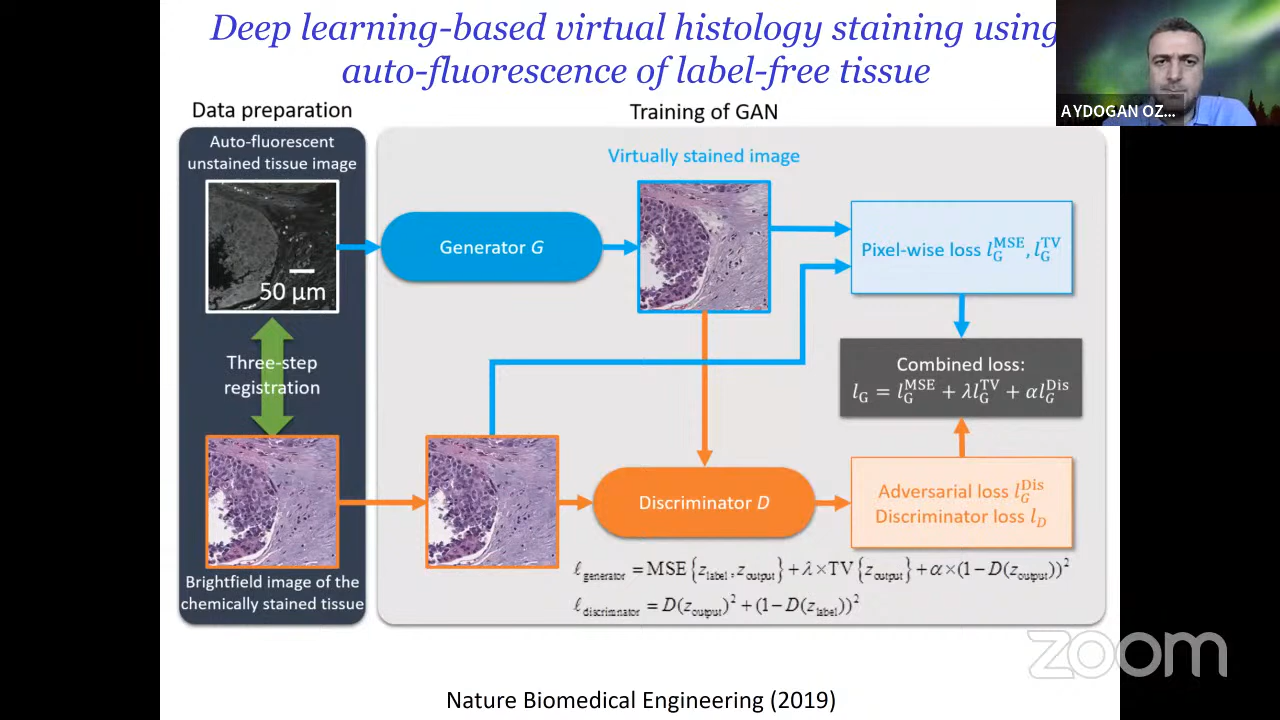 Deep learning-based virtual histology staining using
auto-fluorescence of label-free tissue
AYDOGAN OZ...
Data preparation
Training of GAN
Auto-fluorescent
unstained tissue image
50 µm
Three-step
registration
Brightfield image of the
chemically stained tissue
Virtually stained image
Generator G
Pixel-wise loss l_G^MSE, l_G^TV
Combined loss:
l_G = l_G^MSE + λl_G^TV + αl_G^Dis
Discriminator D
Adversarial loss l_G^Dis
Discriminator loss l_D
ℓ_generator = MSE{z_label, z_output} + λ×TV{z_output} + α×(1−D(z_output))²
ℓ_discriminator = D(z_output)² + (1−D(z_label))²
zoom
Nature Biomedical Engineering (2019)